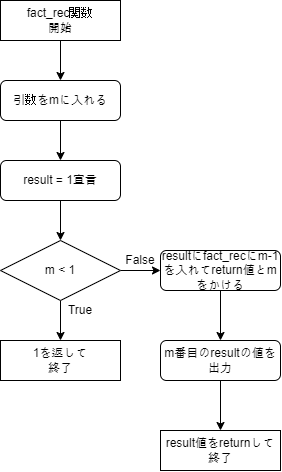 fact_rec関数
開始
引数をmに入れる
result = 1宣言
m < 1
False
True
resultにfact_recにm-1
を入れてreturn値とm
をかける
1を返して
終了
m番目のresultの値を
出力
result値をreturnして
終了